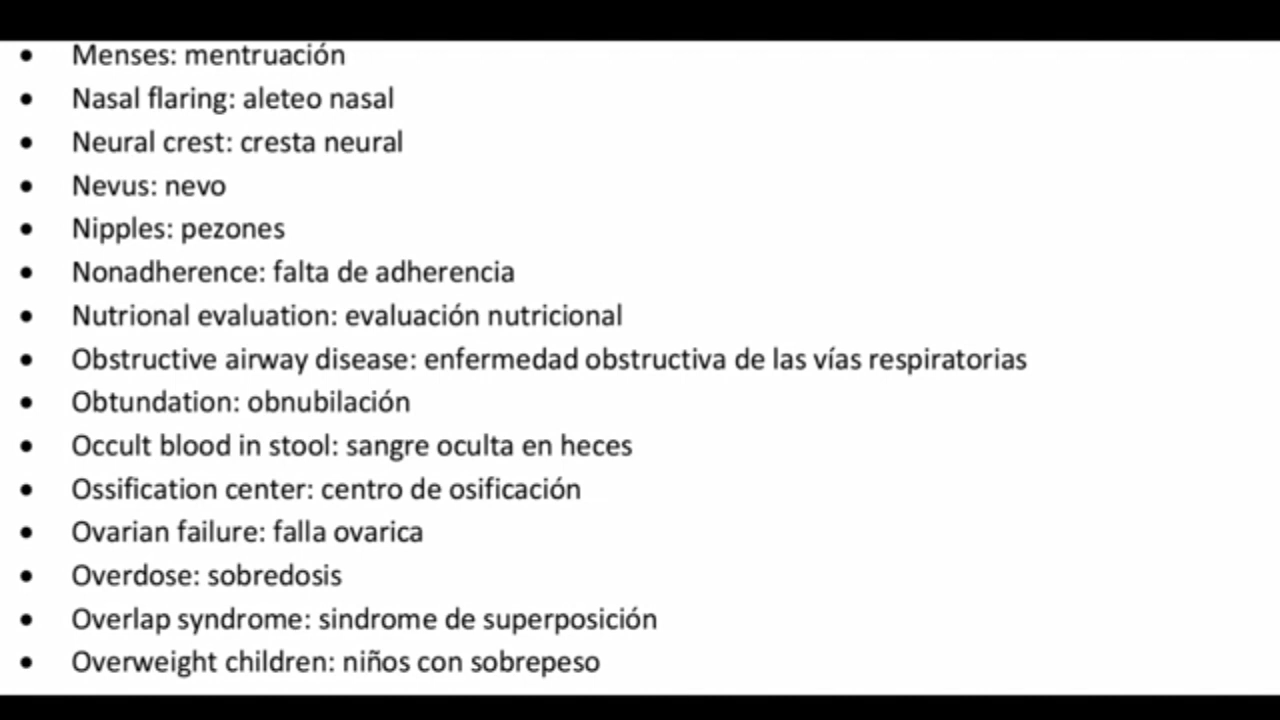 • Menses: mentruación
• Nasal flaring: aleteo nasal
• Neural crest: cresta neural
• Nevus: nevo
• Nipples: pezones
• Nonadherence: falta de adherencia
• Nutrional evaluation: evaluación nutricional
• Obstructive airway disease: enfermedad obstructiva de las vías respiratorias
• Obtundation: obnubilación
• Occult blood in stool: sangre oculta en heces
• Ossification center: centro de osificación
• Ovarian failure: falla ovarica
• Overdose: sobredosis
• Overlap syndrome: sindrome de superposición
• Overweight children: niños con sobrepeso